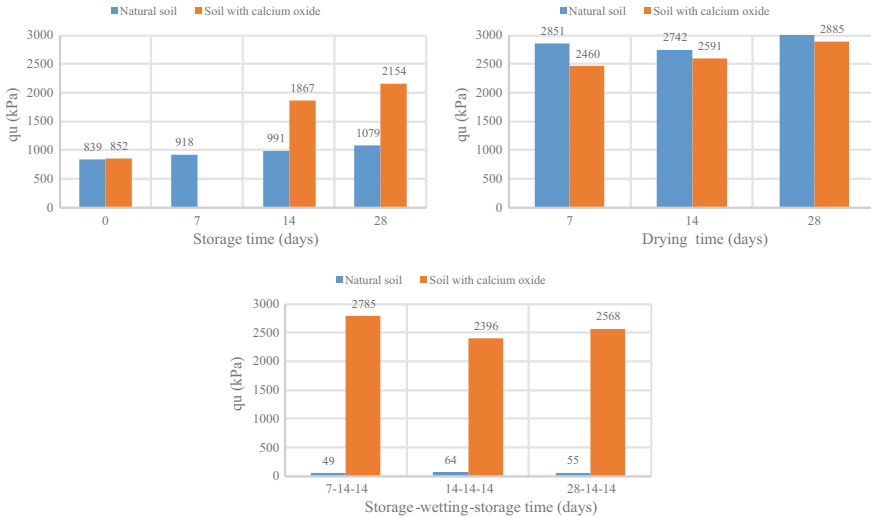 Natural soil Soil with calcium oxide
3000
2500
2000
1500
1000
500
0
qu (kPa)
839 852 918 991 1867 1079 2154
0 7 14 28
Storage time (days)
Natural soil Soil with calcium oxide
3000
2500
2000
1500
1000
500
0
qu (kPa)
2851 2460 2742 2591 2885
7 14 28
Drying time (days)
Natural soil Soil with calcium oxide
3000
2500
2000
1500
1000
500
0
qu (kPa)
49 2785 64 2396 55 2568
7-14-14 14-14-14 28-14-14
Storage-wetting-storage time (days)